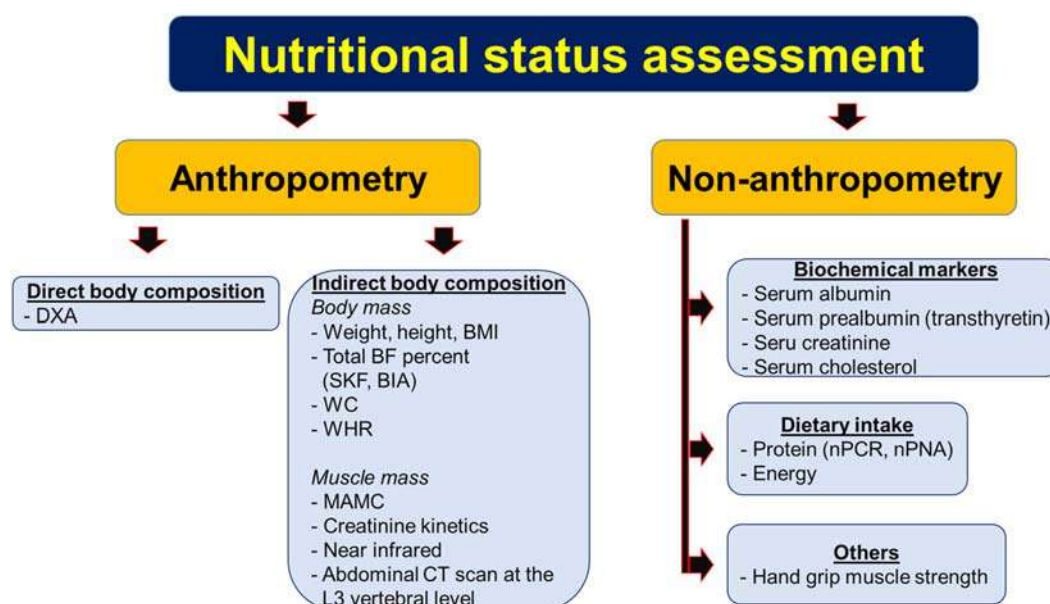 Nutritional status assessment
Anthropometry
Non-anthropometry
Direct body composition
- DXA
Indirect body composition
Body mass
- Weight, height, BMI
- Total BF percent
(SKF, BIA)
- WC
- WHR
Muscle mass
- MAMC
- Creatinine kinetics
- Near infrared
- Abdominal CT scan at the
L3 vertebral level
Biochemical markers
- Serum albumin
- Serum prealbumin (transthyretin)
- Seru creatinine
- Serum cholesterol
Dietary intake
- Protein (nPCR, nPNA)
- Energy
Others
- Hand grip muscle strength